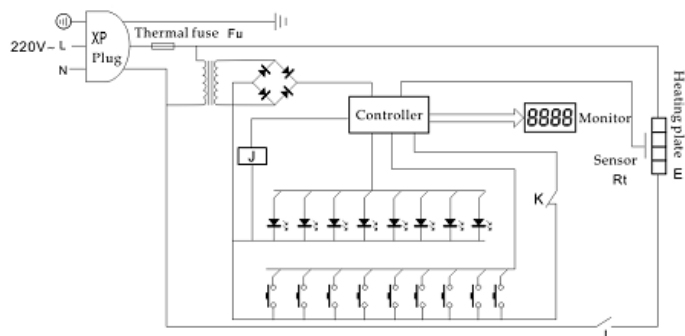 XP
Plug
Thermal fuse Fu
220V~ L
N
Controller
8888
Monitor
J
Heating plate
Sensor
Rt
E
K